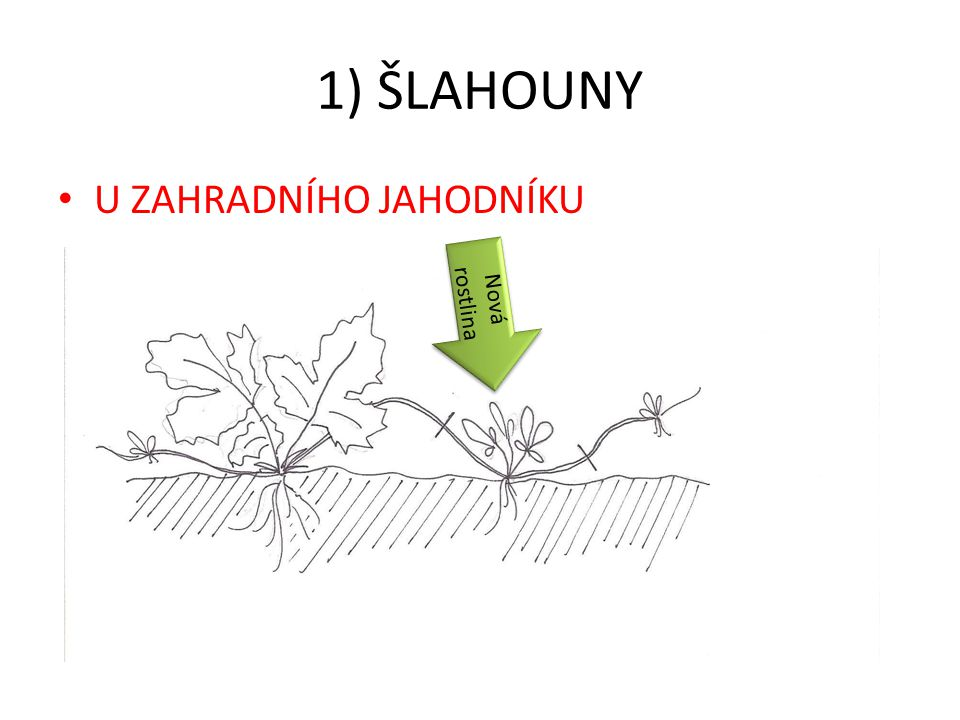 1) ŠLAHOUNY
• U ZAHRADNÍHO JAHODNÍKU
Nová
rostlina